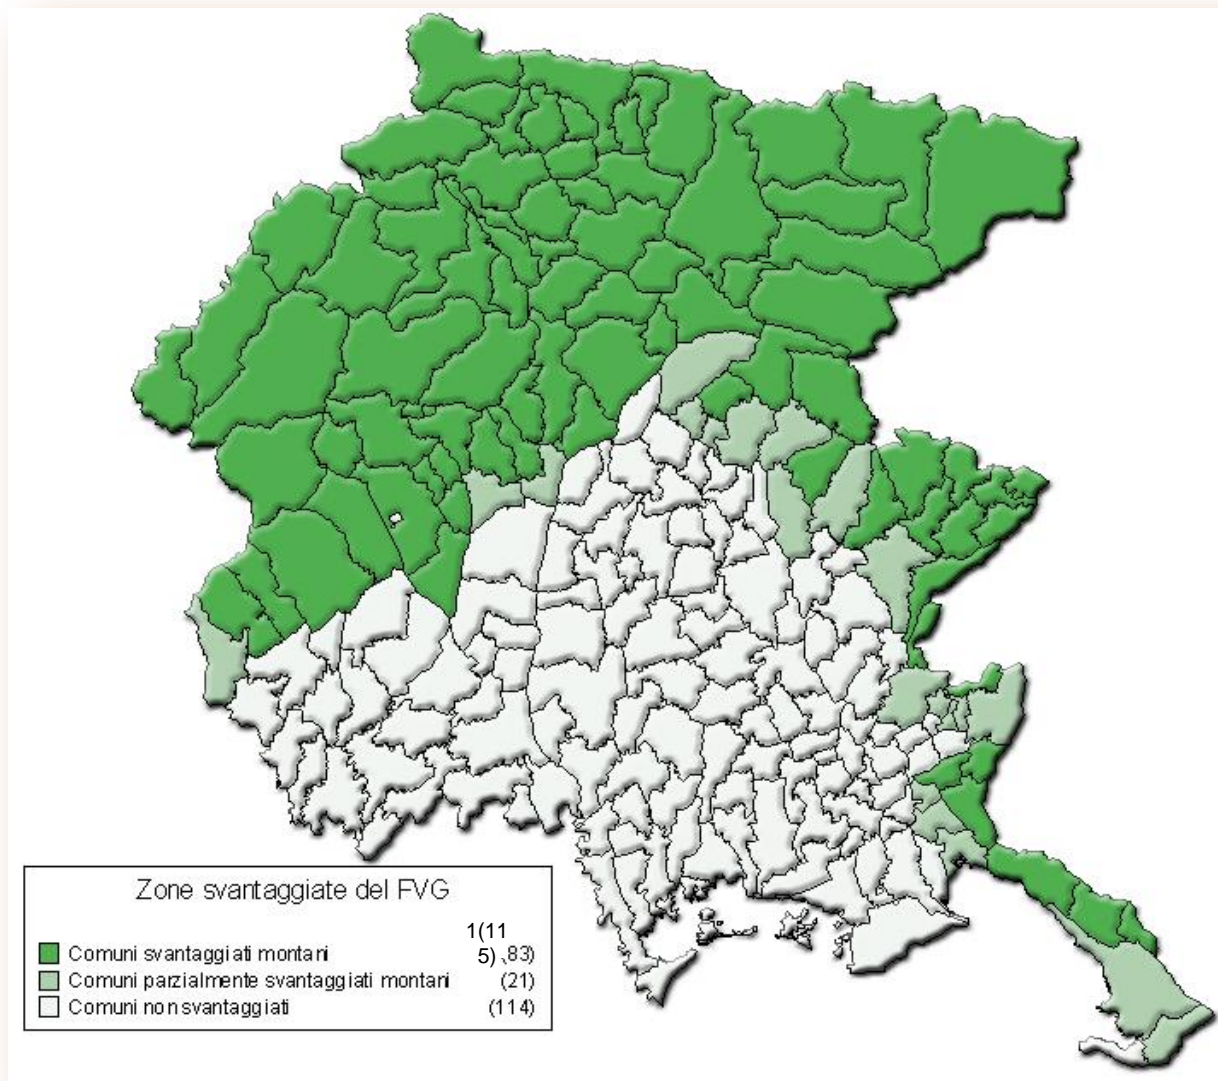 Zone svantaggiate del FVG
1(11
Comuni svantaggiati montani 5) 83)
Comuni parzialmente svantaggiati montani (21)
Comuni non svantaggiati (114)